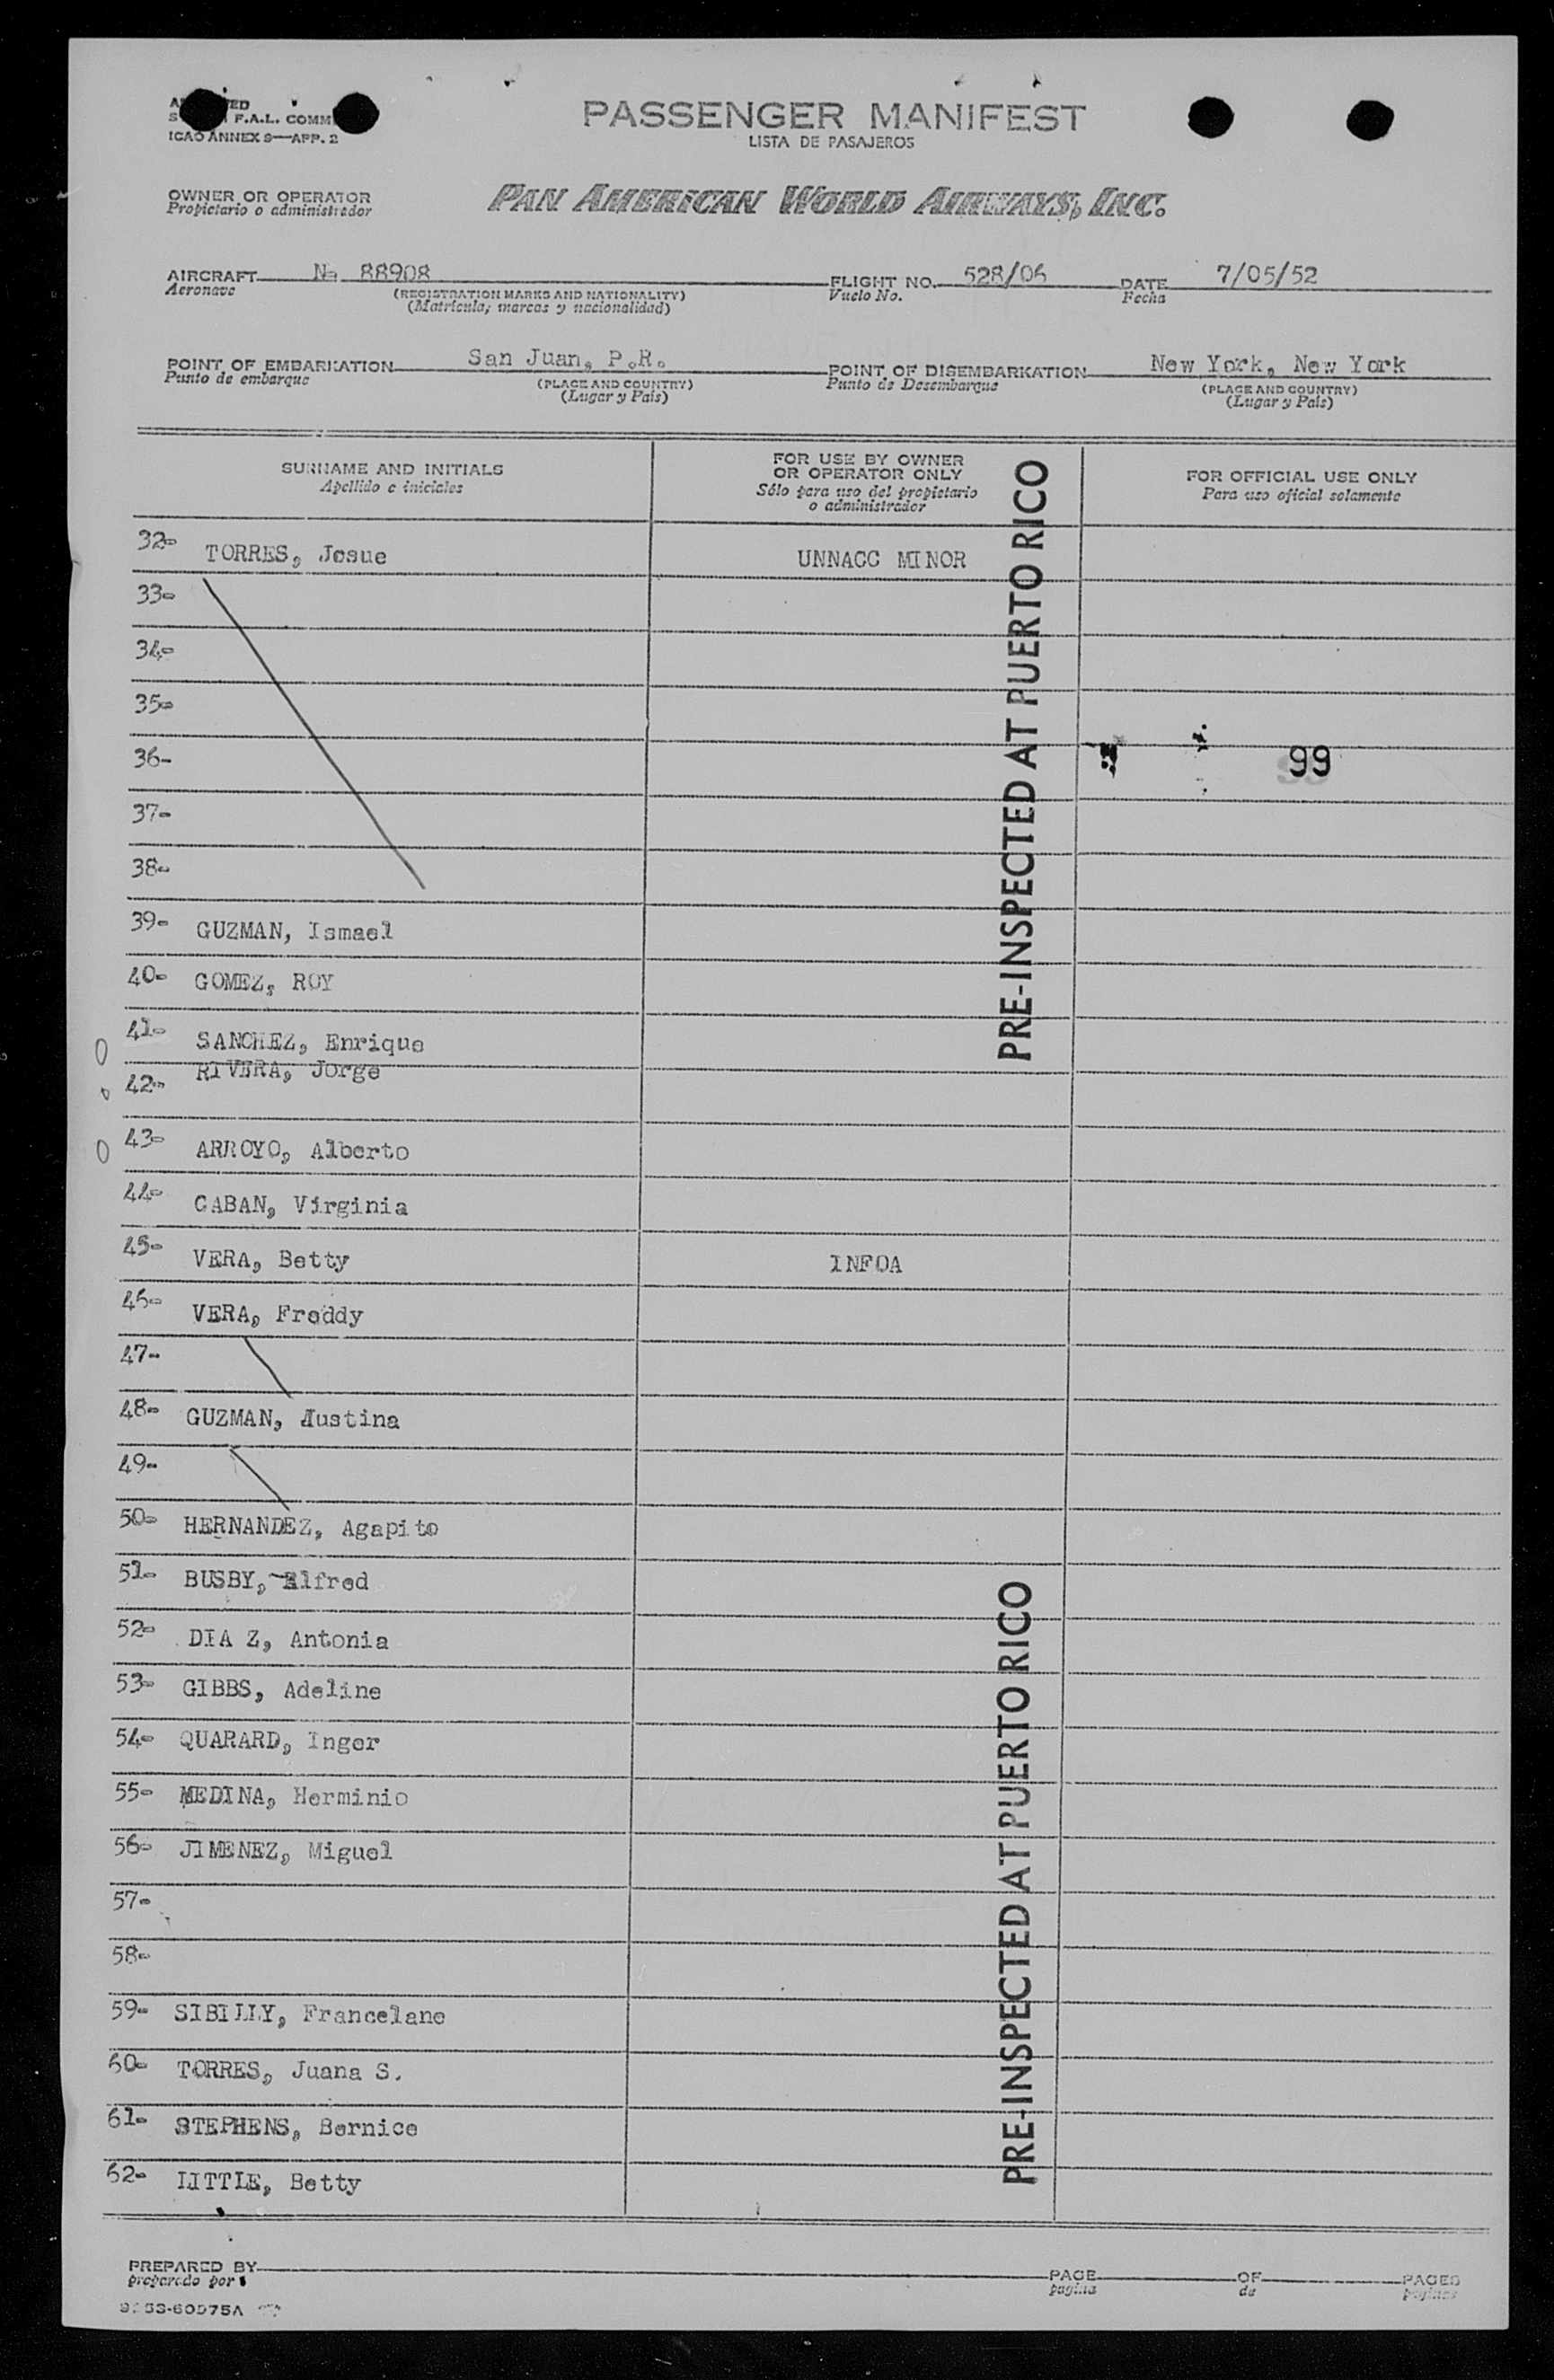 F.A.L. COMM
ICAO ANNEX 9—APP. 2
PASSENGER MANIFEST
LISTA DE PASAJEROS
OWNER OR OPERATOR
Propietario o administrador
PAN AMERICAN WORLD AIRWAYS, INC.
AIRCRAFT No 88908
Aeronave
(REGISTRATION MARKS AND NATIONALITY)
(Matricula, marcas y nacionalidad)
FLIGHT NO. 528/06
Vuelo No.
DATE 7/05/52
Fecha
POINT OF EMBARKATION San Juan, P.R.
Punto de embarque
(PLACE AND COUNTRY)
(Lugar y País)
POINT OF DISEMBARKATION New York, New York
Punto de Desembarque
(PLACE AND COUNTRY)
(Lugar y País)
SURNAME AND INITIALS
Apellido e iniciales
FOR USE BY OWNER
OR OPERATOR ONLY
Sólo para uso del propietario
o administrador
FOR OFFICIAL USE ONLY
Para uso oficial solamente
32- TORRES, Josue UNNACC MINOR
33-
34-
35-
36- 99
37-
38-
39- GUZMAN, Ismael
40- GOMEZ, ROY
41- SANCHEZ, Enrique
42- RIVERA, Jorge
43- ARROYO, Alberto
44- CABAN, Virginia
45- VERA, Betty INFOA
46- VERA, Freddy
47-
48- GUZMAN, Justina
49-
50- HERNANDEZ, Agapito
51- BUSBY, Alfred
52- DIA Z, Antonia
53- GIBBS, Adeline
54- QUARARD, Inger
55- MEDINA, Herminio
56- JIMENEZ, Miguel
57-
58-
59- SIBILLY, Francelane
60- TORRES, Juana S.
61- STEPHENS, Bernice
62- LITTLE, Betty
PRE-INSPECTED AT PUERTO RICO
PRE-INSPECTED AT PUERTO RICO
PREPARED BY
preparado por
PAGE
pagina
OF
de
PAGES
paginas